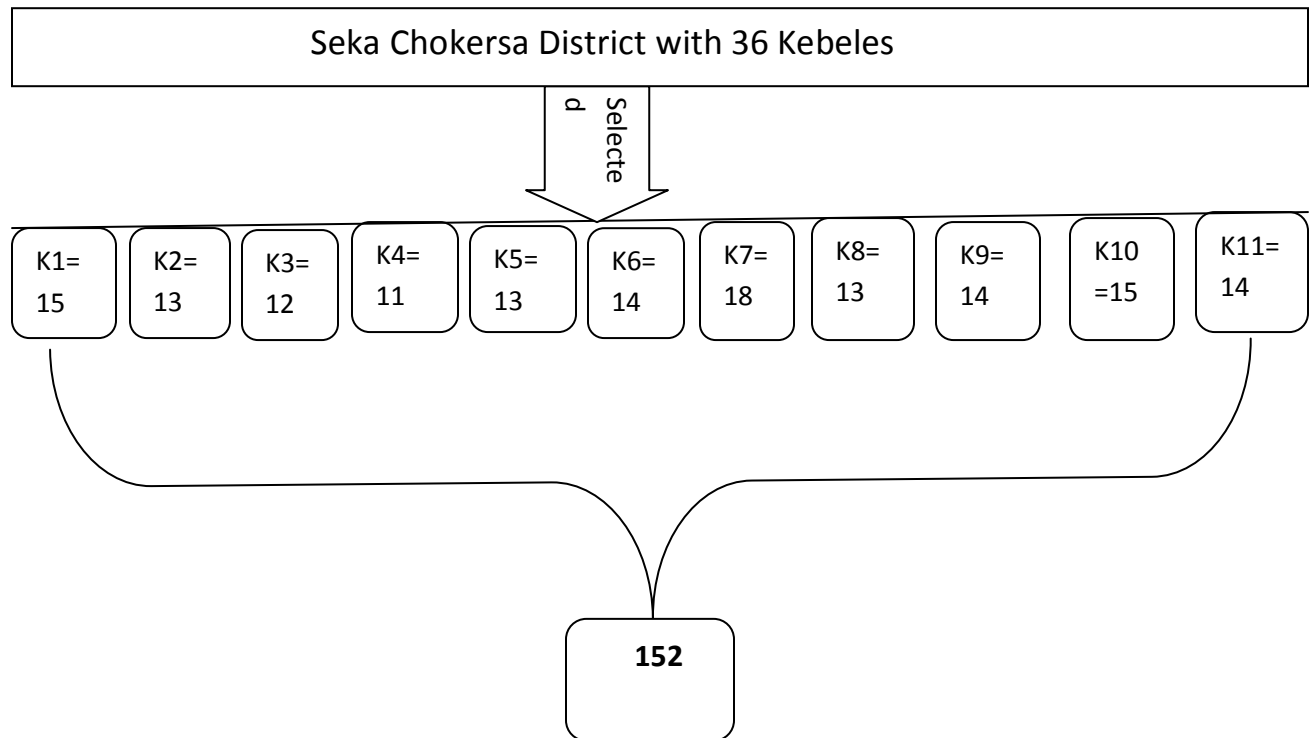 Seka Chokersa District with 36 Kebeles
Selecte
d
K1=
15
K2=
13
K3=
12
K4=
11
K5=
13
K6=
14
K7=
18
K8=
13
K9=
14
K10
=15
K11=
14
152